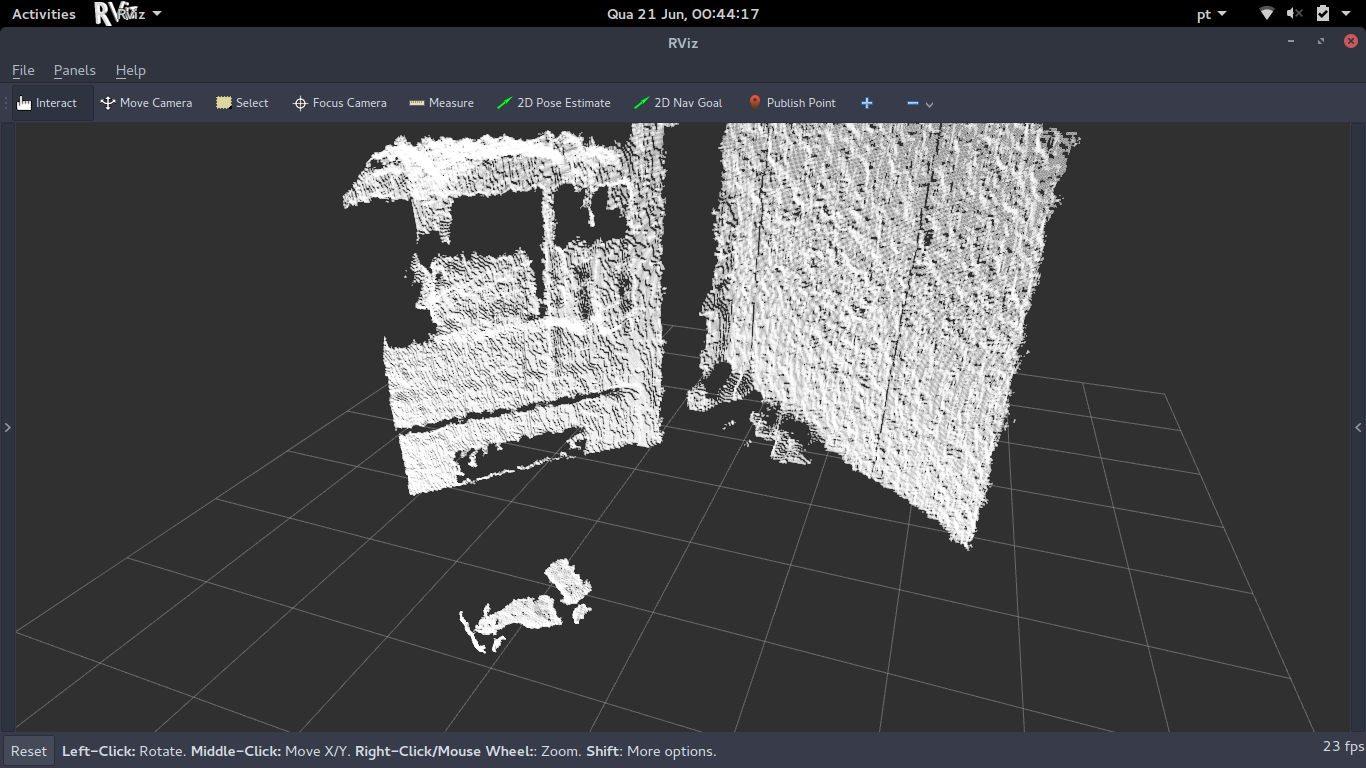 Activities RViz RViz Qua 21 Jun, 00:44:17 pt
RViz
File Panels Help
Interact Move Camera Select Focus Camera Measure 2D Pose Estimate 2D Nav Goal Publish Point
Reset Left-Click: Rotate. Middle-Click: Move X/Y. Right-Click/Mouse Wheel:: Zoom. Shift: More options. 23 fps